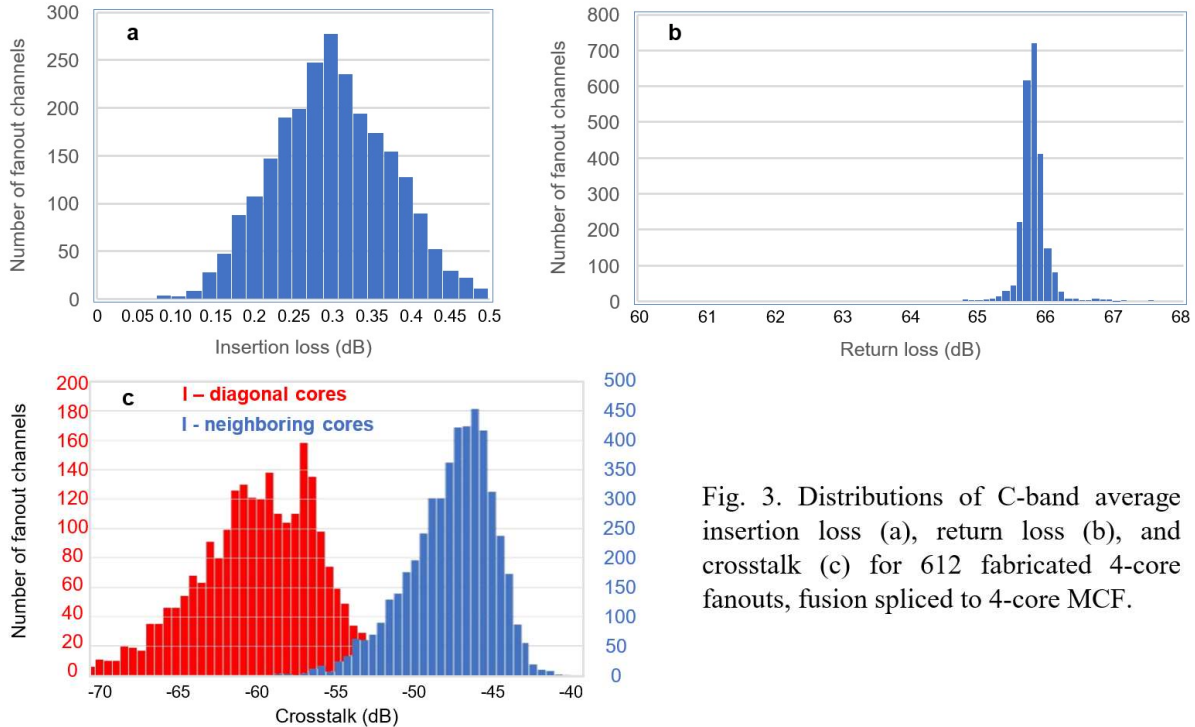 300
250
200
150
100
50
0
Number of fanout channels
a
0 0.05 0.10 0.15 0.2 0.25 0.3 0.35 0.4 0.45 0.5
Insertion loss (dB)
800
700
600
500
400
300
200
100
0
Number of fanout channels
b
60 61 62 63 64 65 66 67 68
Return loss (dB)
200
180
160
140
120
100
80
60
40
20
0
Number of fanout channels
c
I – diagonal cores
I - neighboring cores
500
450
400
350
300
250
200
150
100
50
0
-70 -65 -60 -55 -50 -45 -40
Crosstalk (dB)
Fig. 3. Distributions of C-band average
insertion loss (a), return loss (b), and
crosstalk (c) for 612 fabricated 4-core
fanouts, fusion spliced to 4-core MCF.